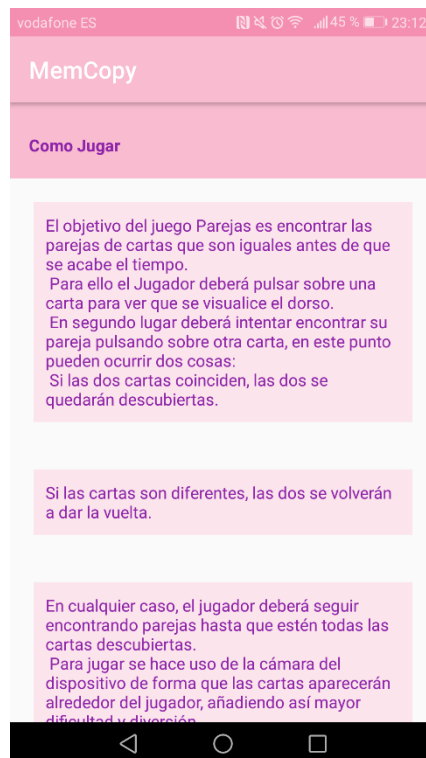 vodafone ES 45 % 23:12
MemCopy
Como Jugar
El objetivo del juego Parejas es encontrar las
parejas de cartas que son iguales antes de que
se acabe el tiempo.
Para ello el Jugador deberá pulsar sobre una
carta para ver que se visualice el dorso.
En segundo lugar deberá intentar encontrar su
pareja pulsando sobre otra carta, en este punto
pueden ocurrir dos cosas:
Si las dos cartas coinciden, las dos se
quedarán descubiertas.
Si las cartas son diferentes, las dos se volverán
a dar la vuelta.
En cualquier caso, el jugador deberá seguir
encontrando parejas hasta que estén todas las
cartas descubiertas.
Para jugar se hace uso de la cámara del
dispositivo de forma que las cartas aparecerán
alrededor del jugador, añadiendo así mayor
dificultad y diversión